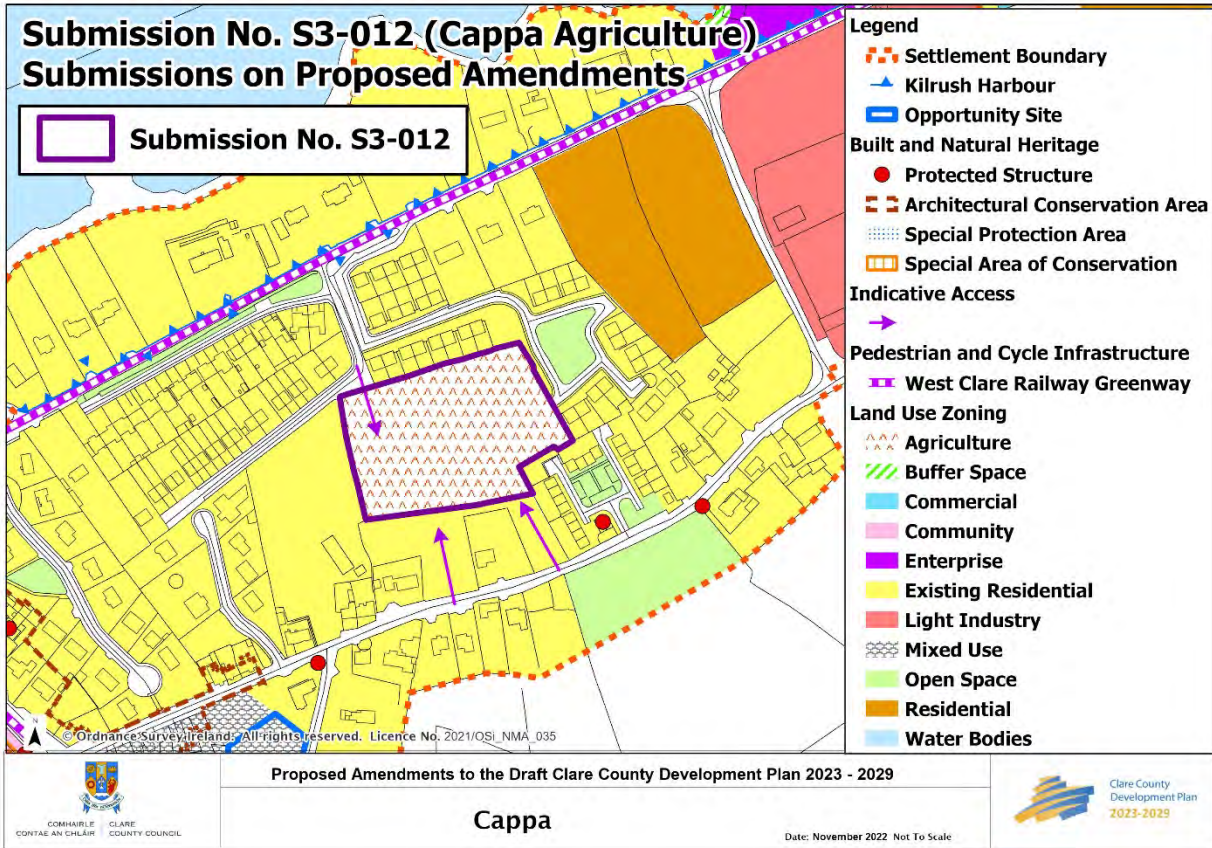 Submission No. S3-012 (Cappa Agriculture)
Submissions on Proposed Amendments
Submission No. S3-012
Legend
Settlement Boundary
Kilrush Harbour
Opportunity Site
Built and Natural Heritage
Protected Structure
Architectural Conservation Area
Special Protection Area
Special Area of Conservation
Indicative Access
Pedestrian and Cycle Infrastructure
West Clare Railway Greenway
Land Use Zoning
Agriculture
Buffer Space
Commercial
Community
Enterprise
Existing Residential
Light Industry
Mixed Use
Open Space
Residential
Water Bodies
N
© Ordnance Survey Ireland. All rights reserved. Licence No. 2021/OSi_NMA_035
COMHAIRLE CONTAE AN CHLÁIR
CLARE COUNTY COUNCIL
Proposed Amendments to the Draft Clare County Development Plan 2023 - 2029
Cappa
Date: November 2022 Not To Scale
Clare County
Development Plan
2023-2029